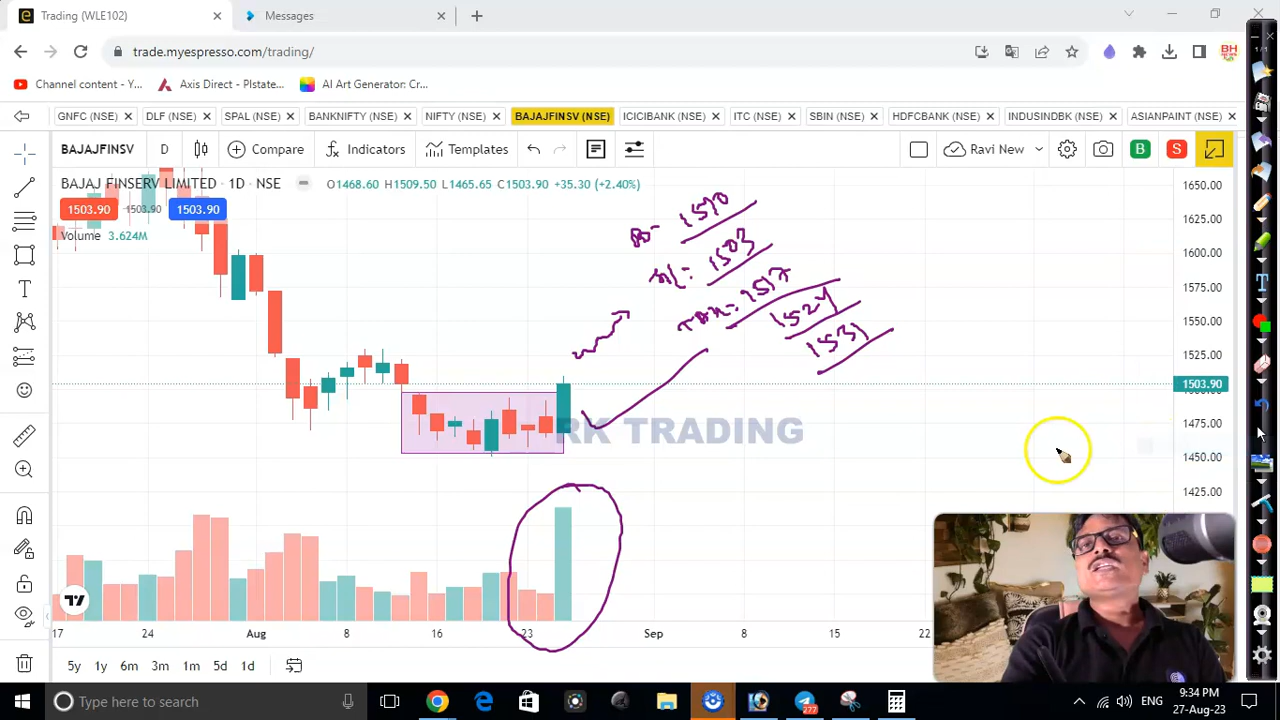 Trading (WLE102)
Messages
trade.myespresso.com/trading/
BH
Channel content - Y...
Axis Direct - Plstate...
AI Art Generator: Cr...
1/1
GNFC (NSE) DLF (NSE) SPAL (NSE) BANKNIFTY (NSE) NIFTY (NSE) BAJAJFINSV (NSE) ICICIBANK (NSE) ITC (NSE) SBIN (NSE) HDFCBANK (NSE) INDUSINDBK (NSE) ASIANPAINT (NSE)
BAJAJFINSV D Compare Indicators Templates Ravi New B S
BAJAJ FINSERV LIMITED · 1D · NSE O1468.60 H1509.50 L1465.65 C1503.90 +35.30 (+2.40%)
1503.90 1503.90 1503.90
Volume 3.624M
1510
1503
1517
1524
1531
1650.00
1625.00
1600.00
1575.00
1550.00
1525.00
1503.90
1475.00
1450.00
1425.00
RK TRADING
17 24 Aug 8 16 23 Sep 8 15 22
5y 1y 6m 3m 1m 5d 1d
Type here to search
277
ENG
9:34 PM
27-Aug-23